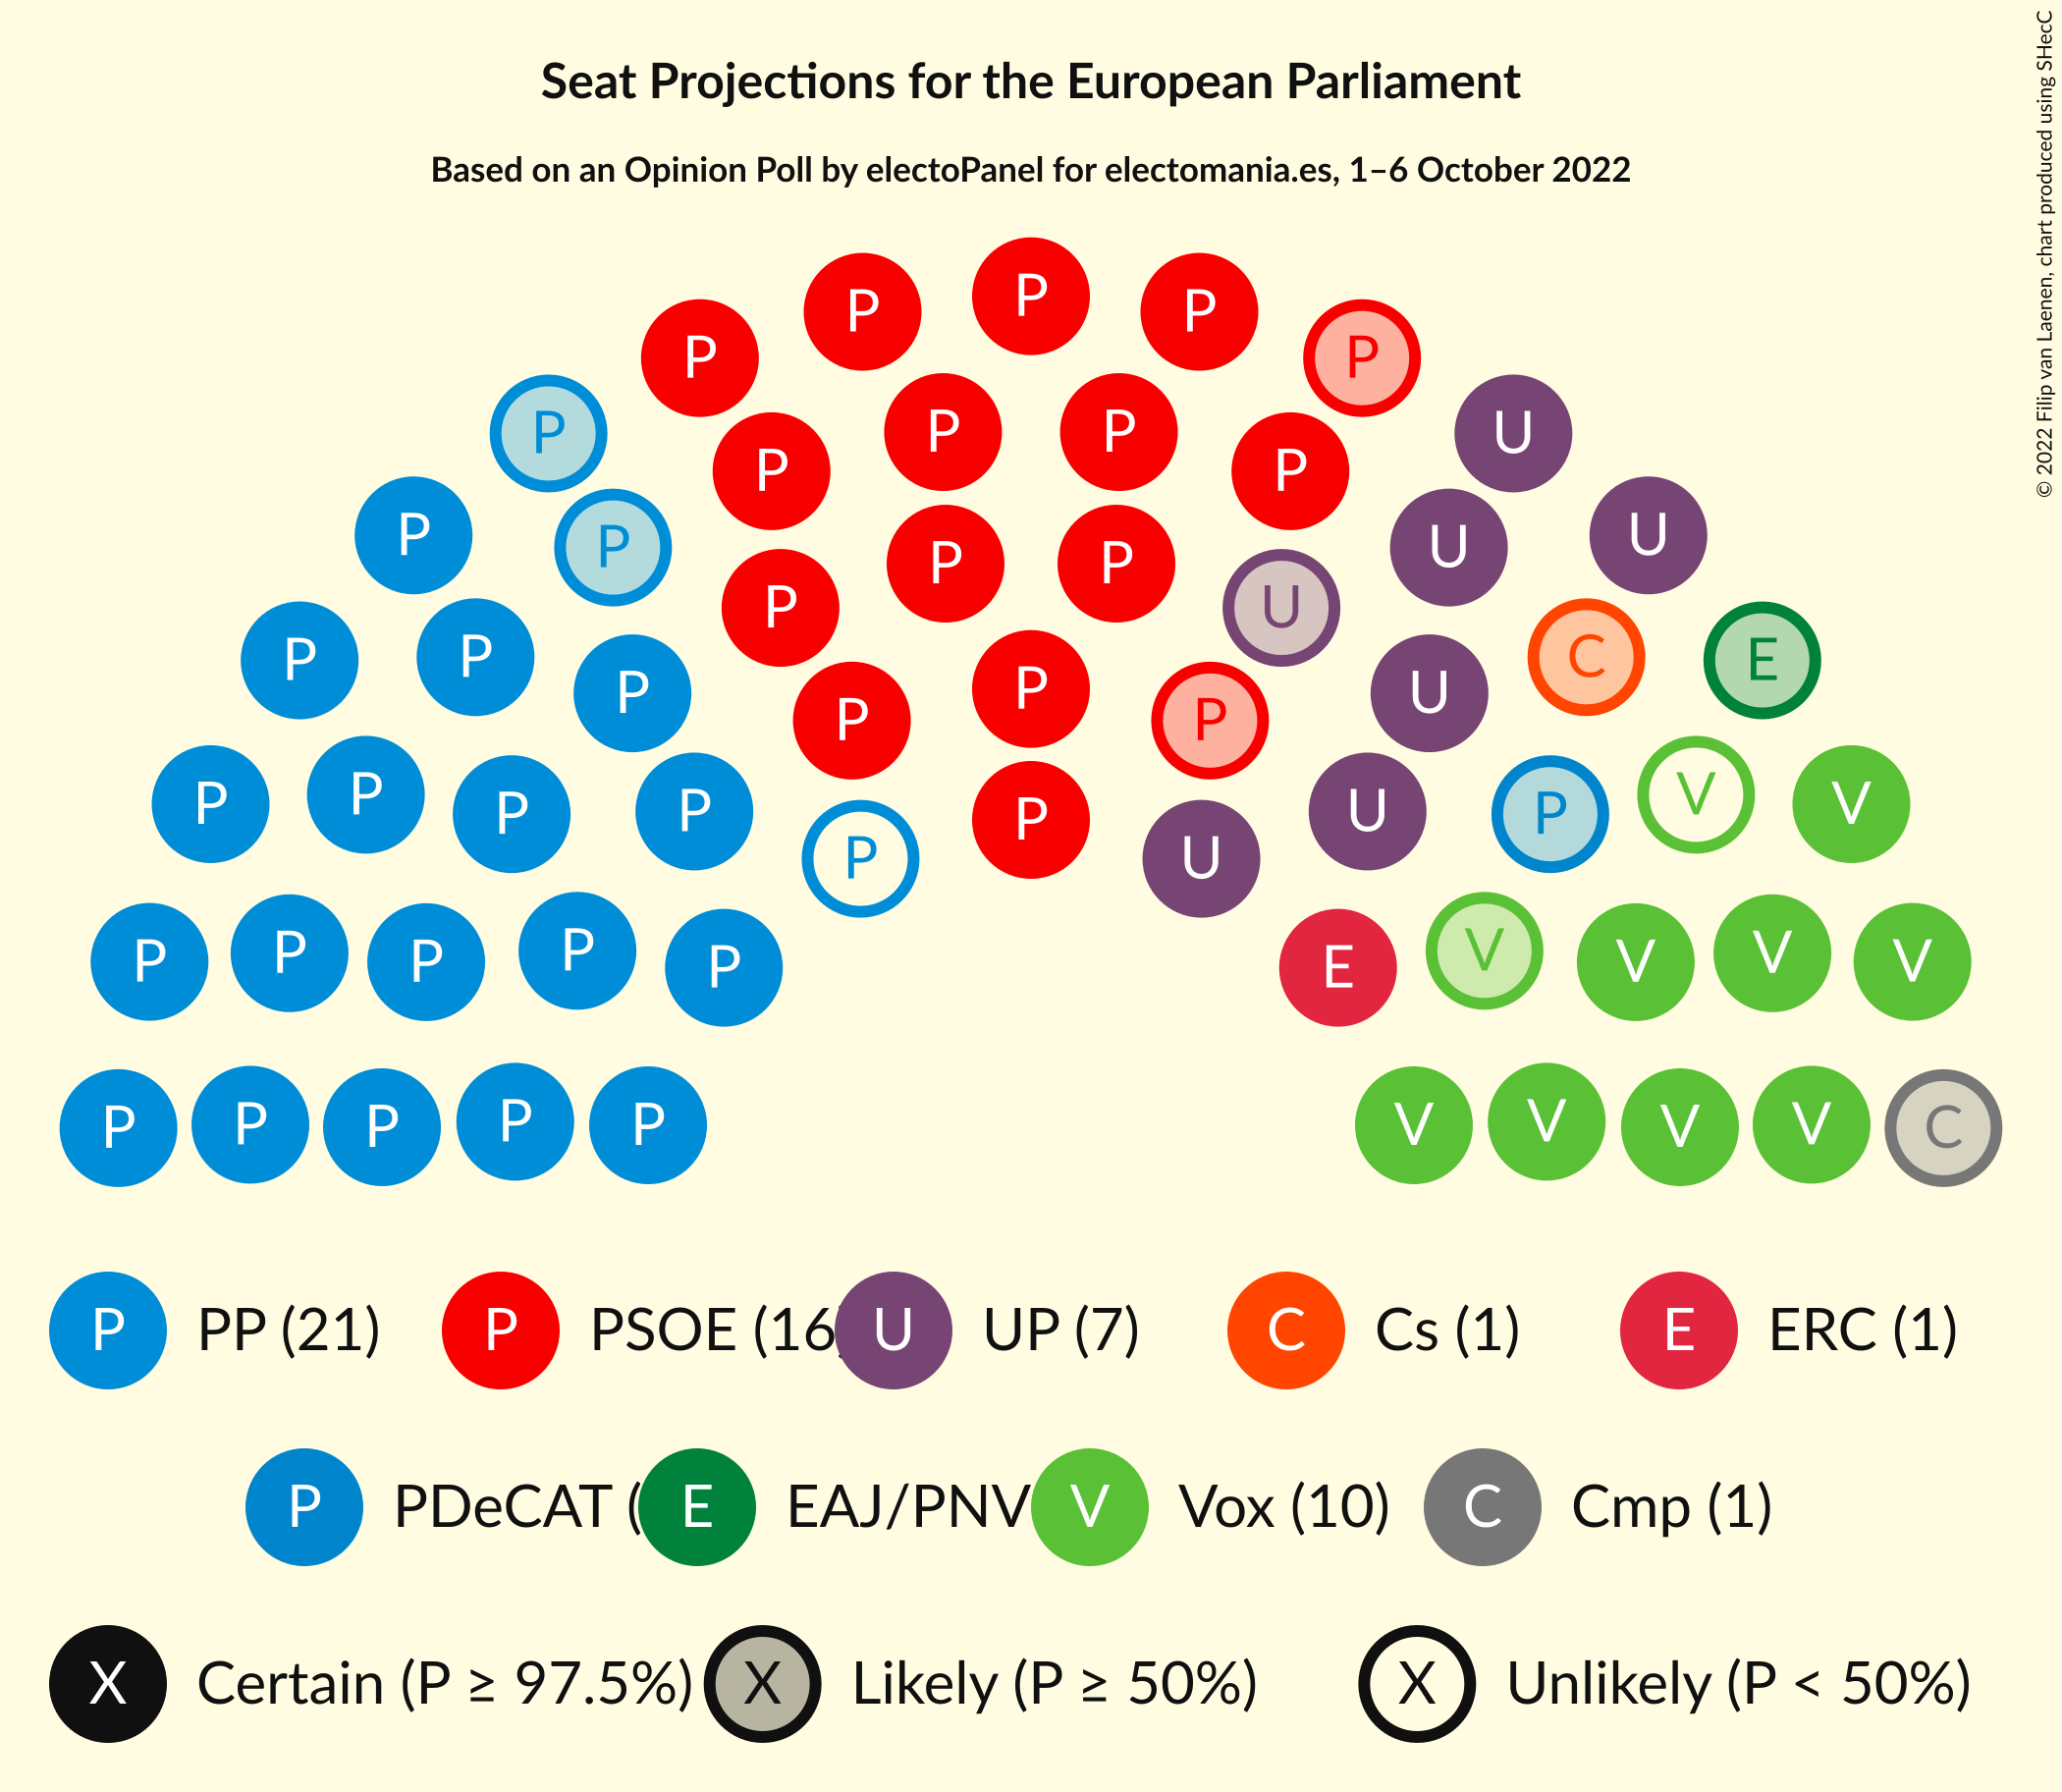 Seat Projections for the European Parliament
Based on an Opinion Poll by electoPanel for electomania.es, 1–6 October 2022
© 2022 Filip van Laenen, chart produced using SHecC
P P P
P P
P P P U
P P
P P P P U U
P U
P P P P P P U C E
P P P P P U P V V
P U
P P P P P E V V V V
P P P P P V V V V C
P PP (21) P PSOE (16 U UP (7) C Cs (1) E ERC (1)
P PDeCAT ( E EAJ/PNV V Vox (10) C Cmp (1)
X Certain (P ≥ 97.5%) X Likely (P ≥ 50%) X Unlikely (P < 50%)